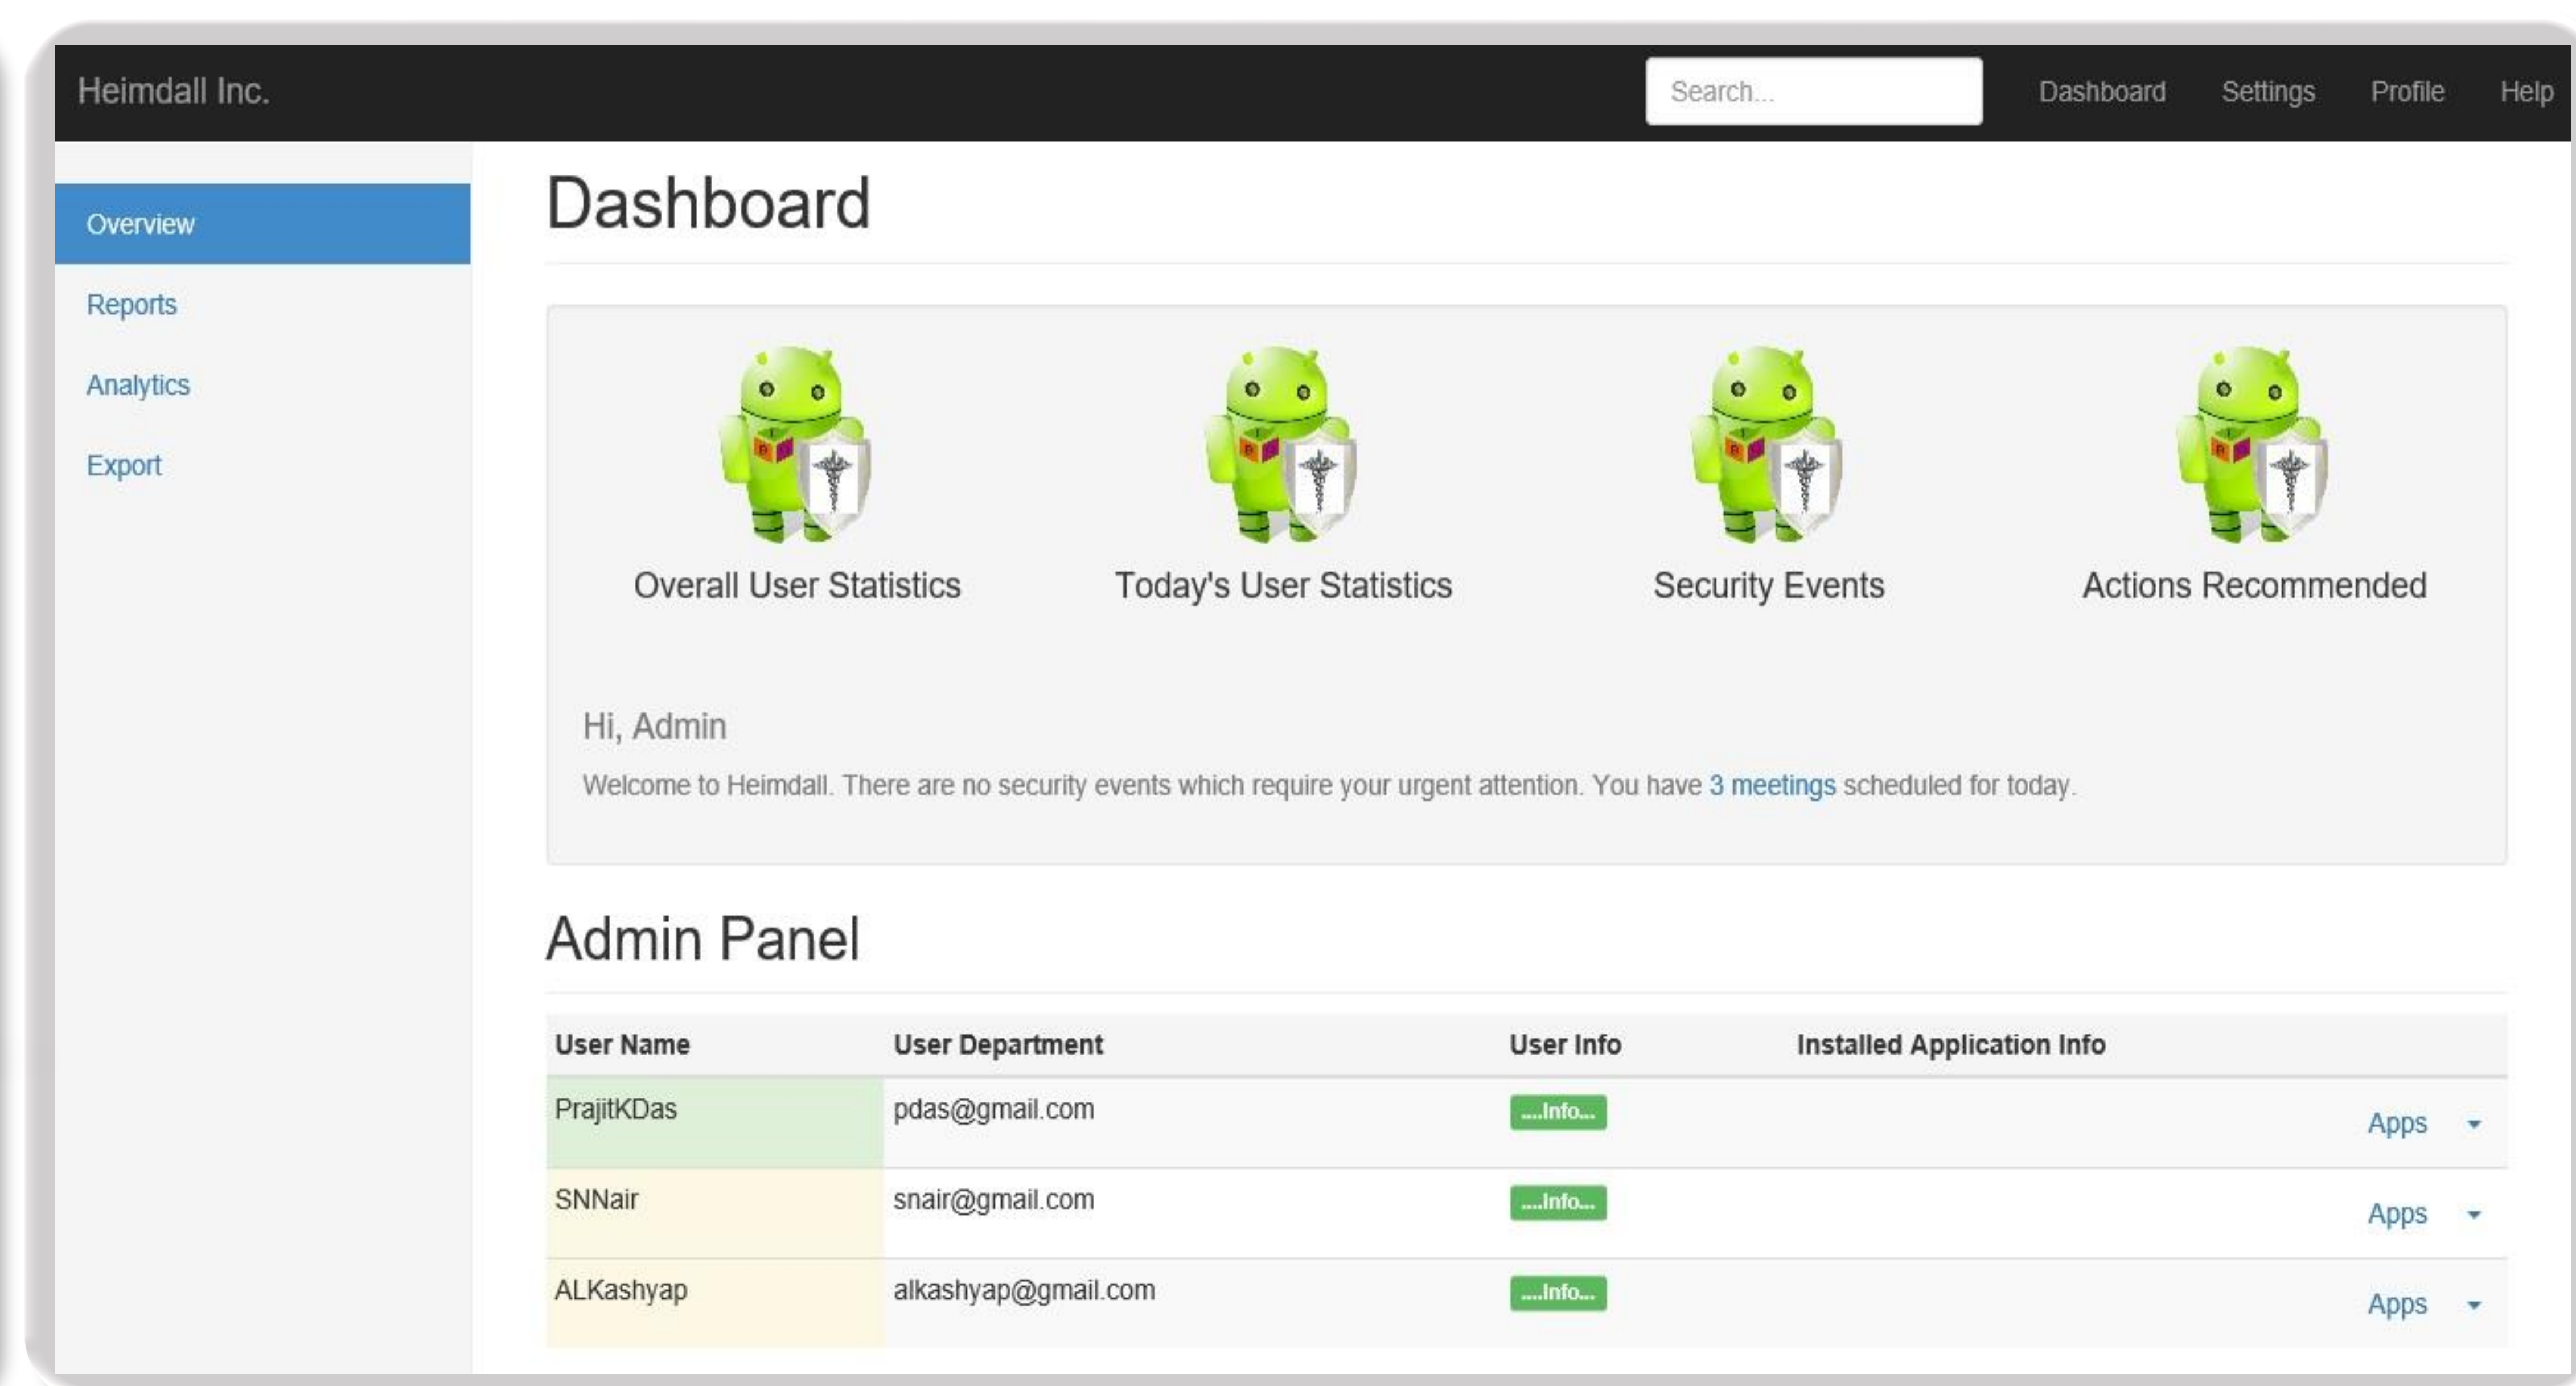 Heimdall Inc. Search... Dashboard Settings Profile Help
Overview
Reports
Analytics
Export
Dashboard
Overall User Statistics Today's User Statistics Security Events Actions Recommended
Hi, Admin
Welcome to Heimdall. There are no security events which require your urgent attention. You have 3 meetings scheduled for today.
Admin Panel
User Name User Department User Info Installed Application Info
PrajitKDas pdas@gmail.com ....Info... Apps
SNNair snair@gmail.com ....Info... Apps
ALKashyap alkashyap@gmail.com ....Info... Apps